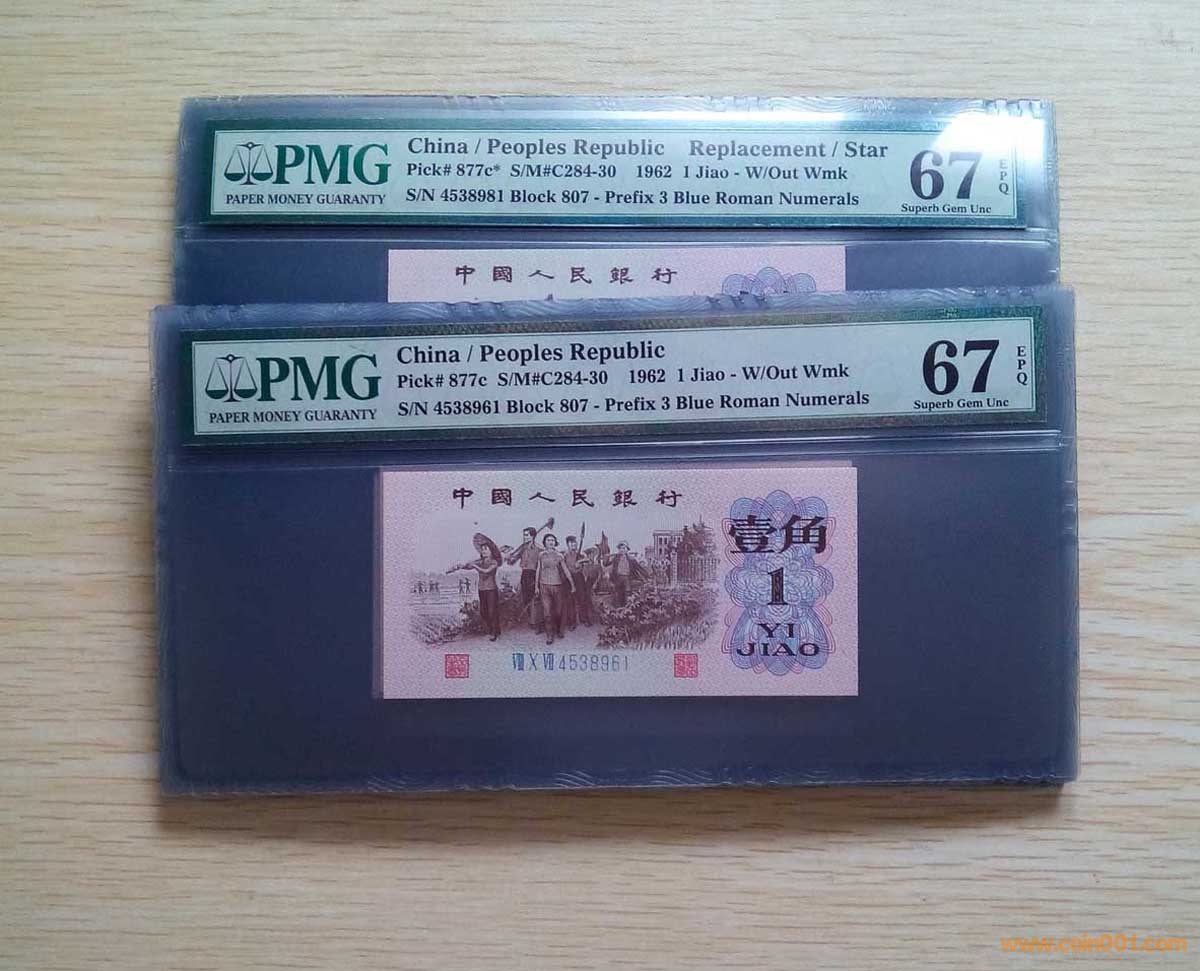 PMG
PAPER MONEY GUARANTY
China / Peoples Republic Replacement / Star
Pick# 877c* S/M#C284-30 1962 1 Jiao - W/Out Wmk
S/N 4538981 Block 807 - Prefix 3 Blue Roman Numerals
67
EPQ
Superb Gem Unc
中國人民銀行
PMG
PAPER MONEY GUARANTY
China / Peoples Republic
Pick# 877c S/M#C284-30 1962 1 Jiao - W/Out Wmk
S/N 4538961 Block 807 - Prefix 3 Blue Roman Numerals
67
EPQ
Superb Gem Unc
中國人民銀行
壹角
1
YI
JIAO
Ⅷ Ⅹ Ⅶ 4538961
www.coin001.com